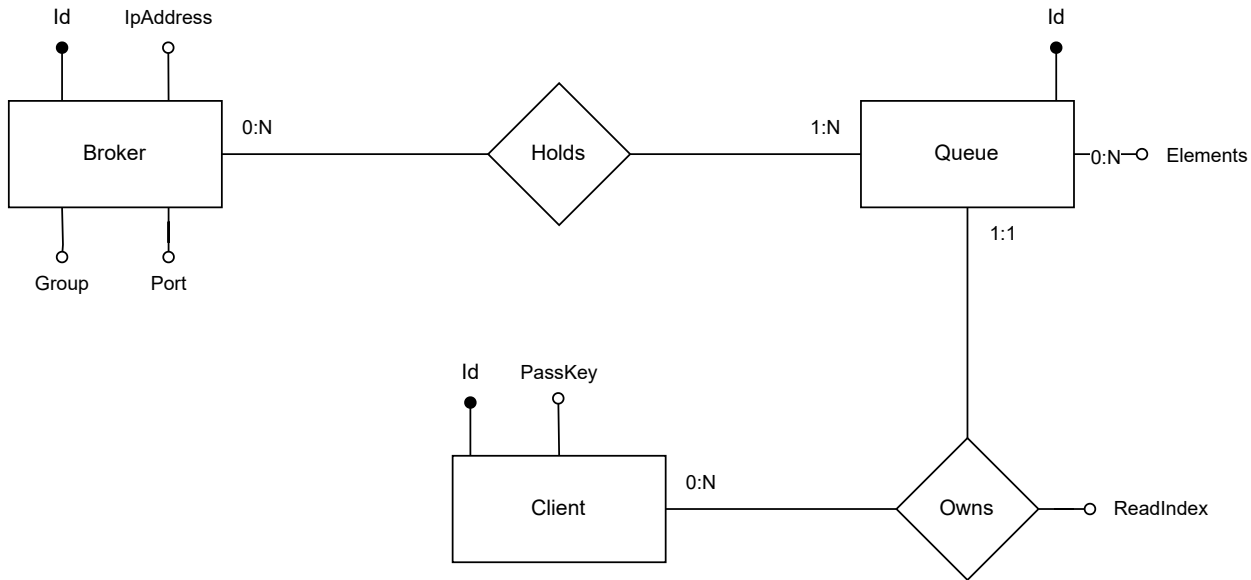 Id
IpAddress
Id
Broker
0:N
Holds
1:N
Queue
0:N
Elements
Group
Port
1:1
Id
PassKey
Client
0:N
Owns
ReadIndex